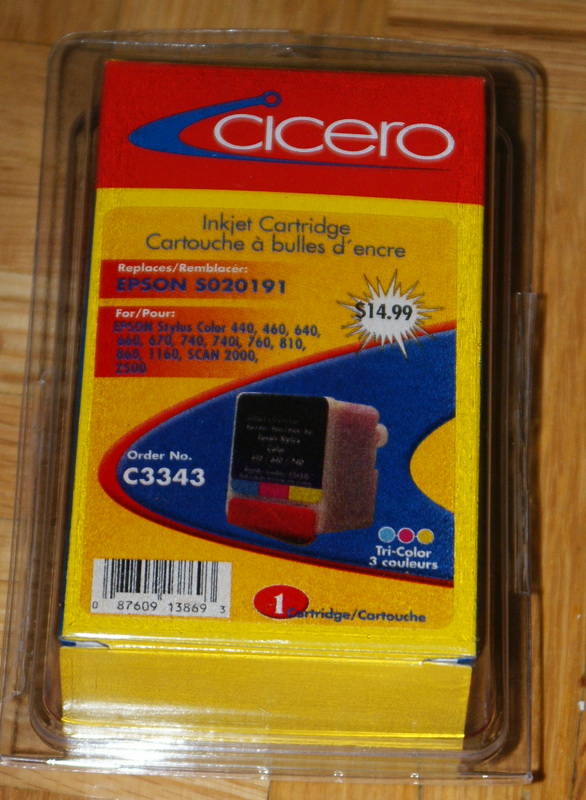 cicero
Inkjet Cartridge
Cartouche à bulles d'encre
Replaces/Remblacér:
EPSON S020191
$14.99
For/Pour:
EPSON Stylus Color 440, 460, 640,
660, 670, 740, 740i, 760, 810,
860, 1160, SCAN 2000,
2500
Order No.
C3343
Color
Tri-Color
3 couleurs
0 87609 13869 3
1 Cartridge/Cartouche